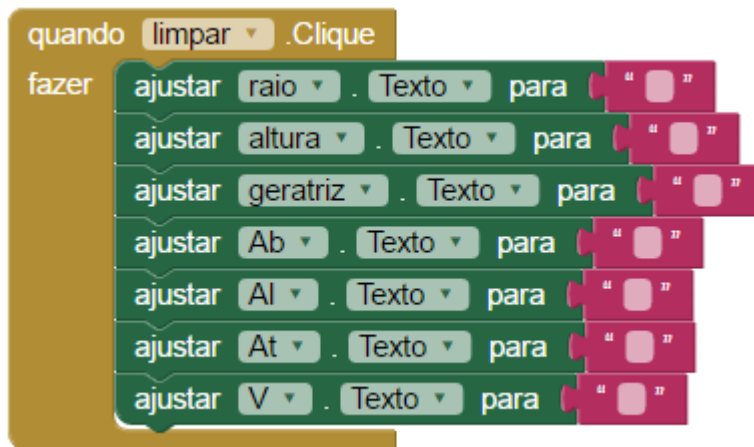 quando limpar .Clique
fazer ajustar raio . Texto para “ ”
ajustar altura . Texto para “ ”
ajustar geratriz . Texto para “ ”
ajustar Ab . Texto para “ ”
ajustar Al . Texto para “ ”
ajustar At . Texto para “ ”
ajustar V . Texto para “ ”